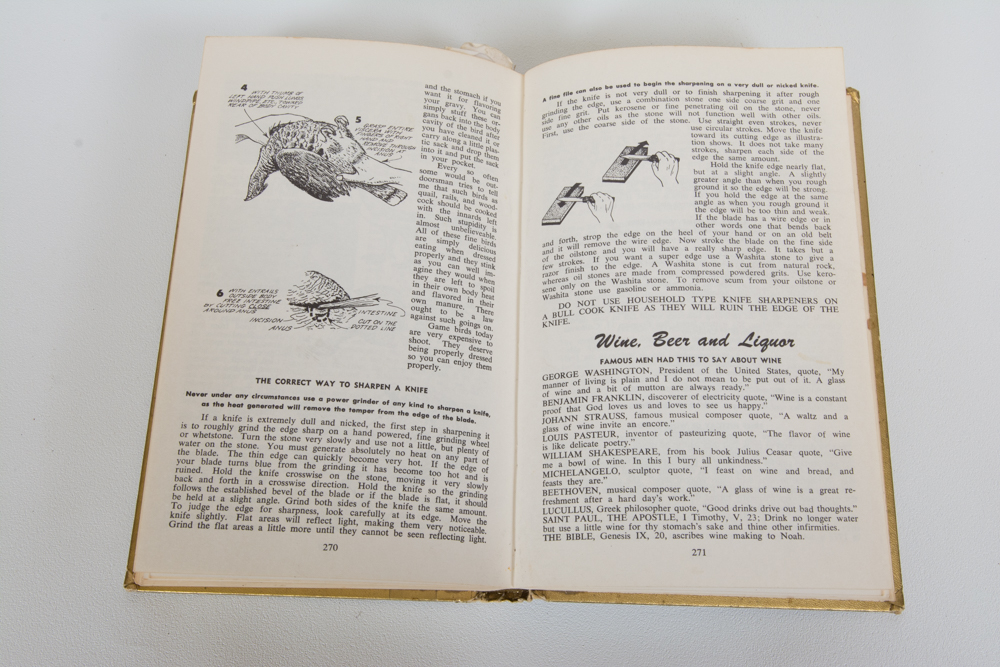 4
WITH THUMB OF
LEFT HAND PUSH LUNGS
WINDPIPE ETC. TOWARD
REAR OF BODY CAVITY
5
GRASP ENTIRE
VISCERA WITH
FINGERS OF RIGHT
HAND AND
REMOVE THROUGH
INCISION AT
ANUS
6 WITH ENTRAILS
OUTSIDE BODY
FREE INTESTINE
BY CUTTING CLOSE
AROUND ANUS
INCISION
ANUS
INTESTINE
CUT ON THE
DOTTED LINE
and the stomach if you
want it for flavoring
your gravy. You can
simply stuff these or-
gans back into the body
cavity of the bird after
you have cleaned it or
carry along a little plas-
tic sack and drop them
into it and put the sack
in your pocket.
Every so often
some would be out-
doorsman tries to tell
me that such birds as
quail, rails, and wood-
cock should be cooked
with the innards left
in. Such stupidity is
almost unbelieveable.
All of these fine birds
are simply delicious
eating when dressed
properly and they stink
as you can well im-
agine they would when
they are left to spoil
in their own body heat
and flavored in their
own manure. There
ought to be a law
against such goings on.
Game birds today
are very expensive to
shoot. They deserve
being properly dressed
so you can enjoy them
properly.
THE CORRECT WAY TO SHARPEN A KNIFE
Never under any circumstances use a power grinder of any kind to sharpen a knife,
as the heat generated will remove the temper from the edge of the blade.
If a knife is extremely dull and nicked, the first step in sharpening it
is to roughly grind the edge sharp on a hand powered, fine grinding wheel
or whetstone. Turn the stone very slowly and use not a little, but plenty of
water on the stone. You must generate absolutely no heat on any part of
the blade. The thin edge can quickly become very hot. If the edge of
your blade turns blue from the grinding it has become too hot and is
ruined. Hold the knife crosswise on the stone, moving it very slowly
back and forth in a crosswise direction. Hold the knife so the grinding
follows the established bevel of the blade or if the blade is flat, it should
be held at a slight angle. Grind both sides of the knife the same amount.
To judge the edge for sharpness, look carefully at its edge. Move the
knife slightly. Flat areas will reflect light, making them very noticeable.
Grind the flat areas a little more until they cannot be seen reflecting light.
270
A fine file can also be used to begin the sharpening on a very dull or nicked knife.
If the knife is not very dull or to finish sharpening it after rough
grinding the edge, use a combination stone one side coarse grit and one
side fine grit. Put kerosene or fine penetrating oil on the stone, never
use any other oils as the stone will not function well with other oils.
First, use the coarse side of the stone. Use straight even strokes, never
use circular strokes. Move the knife
toward its cutting edge as illustra-
tion shows. It does not take many
strokes, sharpen each side of the
edge the same amount.
Hold the knife edge nearly flat,
but at a slight angle. A slightly
greater angle than when you rough
ground it so the edge will be strong.
If you hold the edge at the same
angle as when you rough ground it
the edge will be too thin and weak.
If the blade has a wire edge or in
other words one that bends back
and forth, strop the edge on the heel of your hand or on an old belt
and it will remove the wire edge. Now stroke the blade on the fine side
of the oilstone and you will have a really sharp edge. It takes but a
few strokes. If you want a super edge use a Washita stone to give a
razor finish to the edge. A Washita stone is cut from natural rock,
whereas oil stones are made from compressed powdered grits. Use kero-
sene only on the Washita stone. To remove scum from your oilstone or
Washita stone use gasoline or ammonia.
DO NOT USE HOUSEHOLD TYPE KNIFE SHARPENERS ON
A BULL COOK KNIFE AS THEY WILL RUIN THE EDGE OF THE
KNIFE.
Wine, Beer and Liquor
FAMOUS MEN HAD THIS TO SAY ABOUT WINE
GEORGE WASHINGTON, President of the United States, quote, "My
manner of living is plain and I do not mean to be put out of it. A glass
of wine and a bit of mutton are always ready."
BENJAMIN FRANKLIN, discoverer of electricity quote, "Wine is a constant
proof that God loves us and loves to see us happy."
JOHANN STRAUSS, famous musical composer quote, "A waltz and a
glass of wine invite an encore."
LOUIS PASTEUR, inventor of pasteurizing quote, "The flavor of wine
is like delicate poetry."
WILLIAM SHAKESPEARE, from his book Julius Ceasar quote, "Give
me a bowl of wine. In this I bury all unkindness."
MICHELANGELO, sculptor quote, "I feast on wine and bread, and
feasts they are."
BEETHOVEN, musical composer quote, "A glass of wine is a great re-
freshment after a hard day's work."
LUCULLUS, Greek philosopher quote, "Good drinks drive out bad thoughts."
SAINT PAUL, THE APOSTLE, I Timothy, V, 23; Drink no longer water
but use a little wine for thy stomach's sake and thine other infirmities.
THE BIBLE, Genesis IX, 20, ascribes wine making to Noah.
271